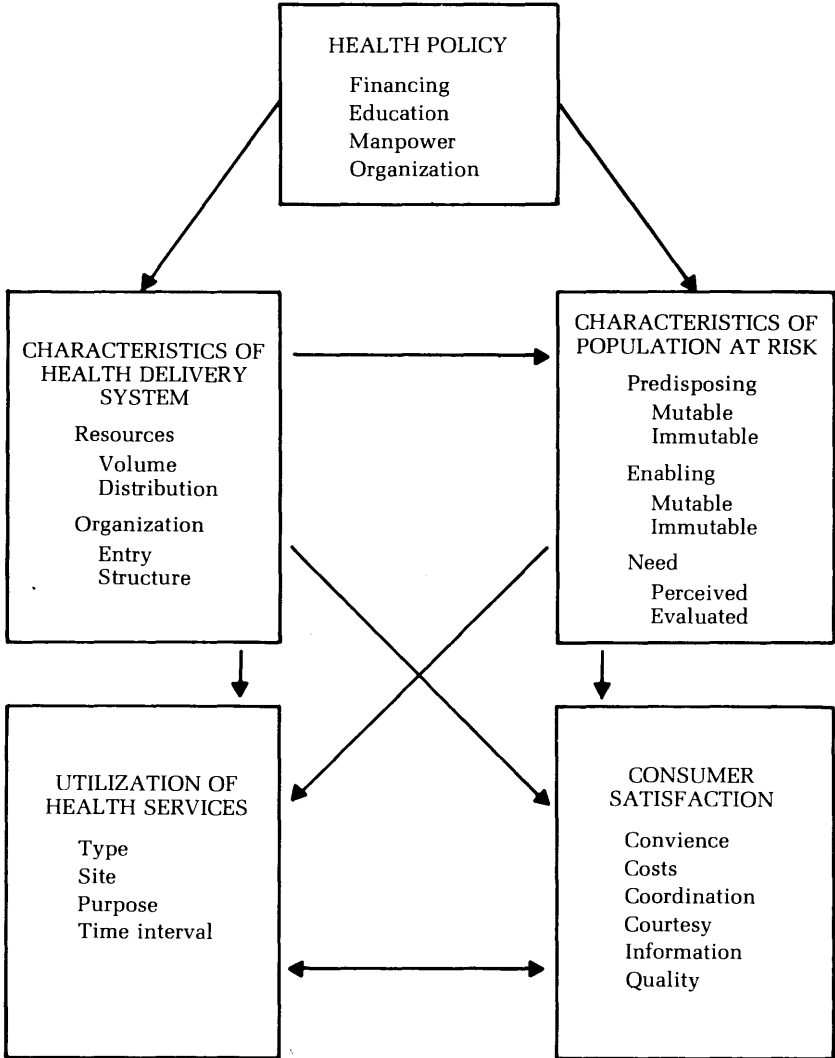 HEALTH POLICY
Financing
Education
Manpower
Organization
CHARACTERISTICS OF
HEALTH DELIVERY
SYSTEM
Resources
Volume
Distribution
Organization
Entry
Structure
CHARACTERISTICS OF
POPULATION AT RISK
Predisposing
Mutable
Immutable
Enabling
Mutable
Immutable
Need
Perceived
Evaluated
UTILIZATION OF
HEALTH SERVICES
Type
Site
Purpose
Time interval
CONSUMER
SATISFACTION
Convience
Costs
Coordination
Courtesy
Information
Quality